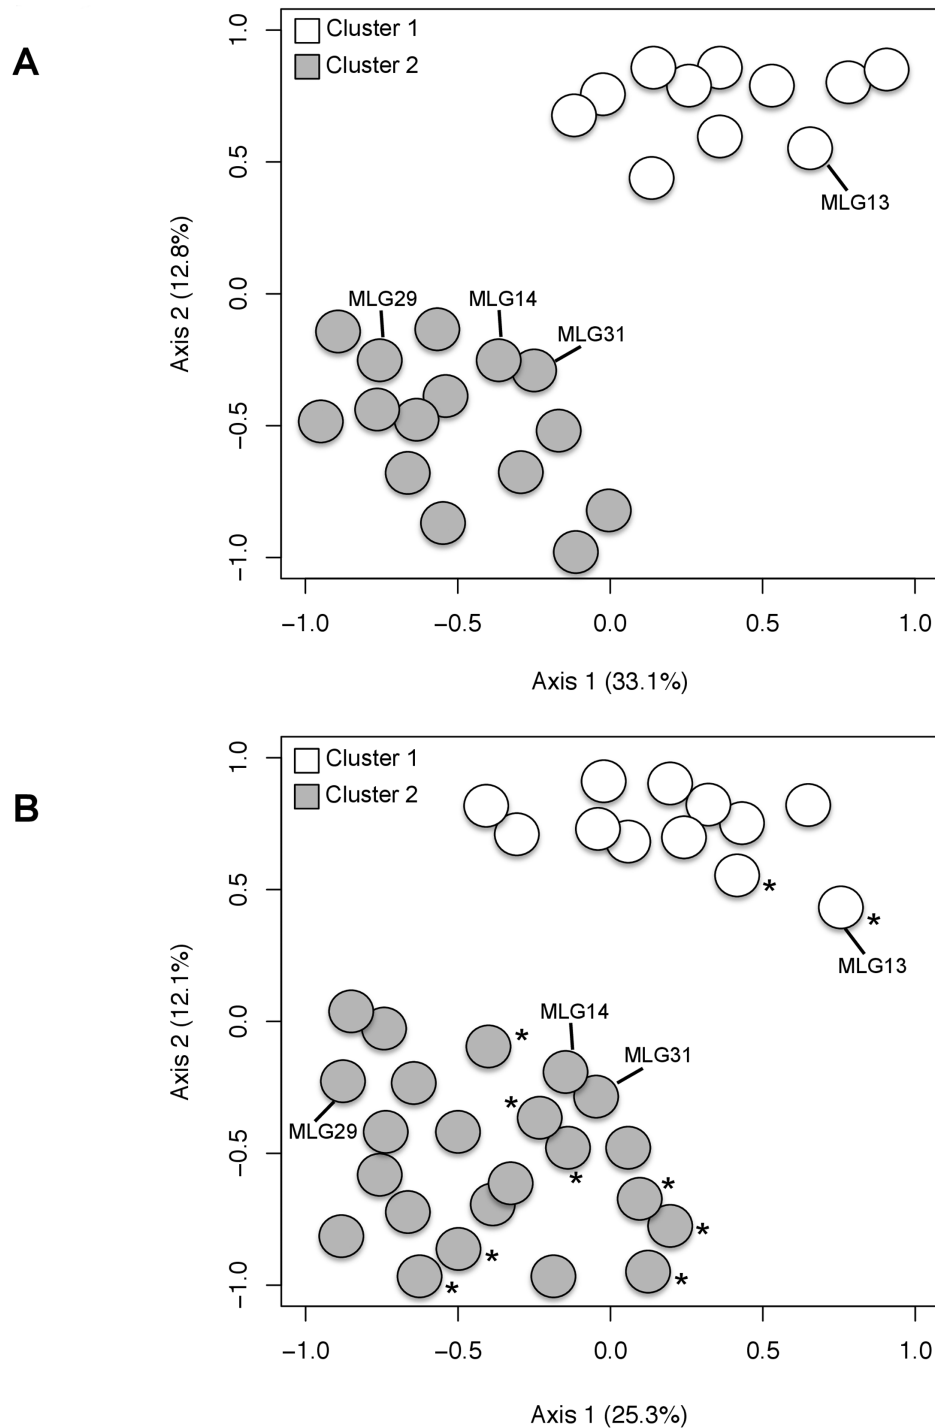 A
Cluster 1
Cluster 2
MLG13
MLG29
MLG14
MLG31
1.0
0.5
0.0
−0.5
−1.0
Axis 2 (12.8%)
−1.0
−0.5
0.0
0.5
1.0
Axis 1 (33.1%)
B
Cluster 1
Cluster 2
*
*
MLG13
MLG14
*
MLG31
*
MLG29
*
*
*
*
*
*
1.0
0.5
0.0
−0.5
−1.0
Axis 2 (12.1%)
−1.0
−0.5
0.0
0.5
1.0
Axis 1 (25.3%)